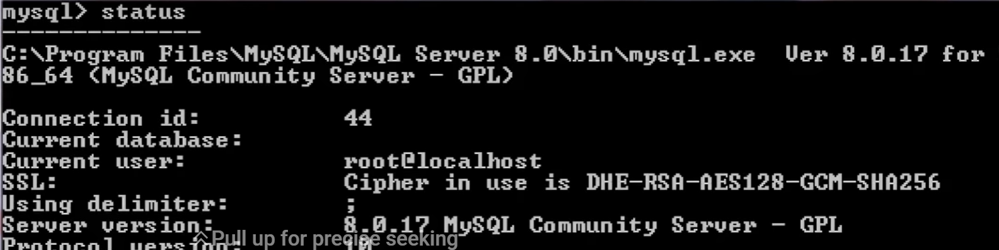 mysql> status
--------------
C:\Program Files\MySQL\MySQL Server 8.0\bin\mysql.exe  Ver 8.0.17 for
86_64 (MySQL Community Server - GPL)
Connection id:          44
Current database:
Current user:           root@localhost
SSL:                    Cipher in use is DHE-RSA-AES128-GCM-SHA256
Using delimiter:        ;
Server version:         8.0.17 MySQL Community Server - GPL
Pull up for precise seeking
Protocol version:       10